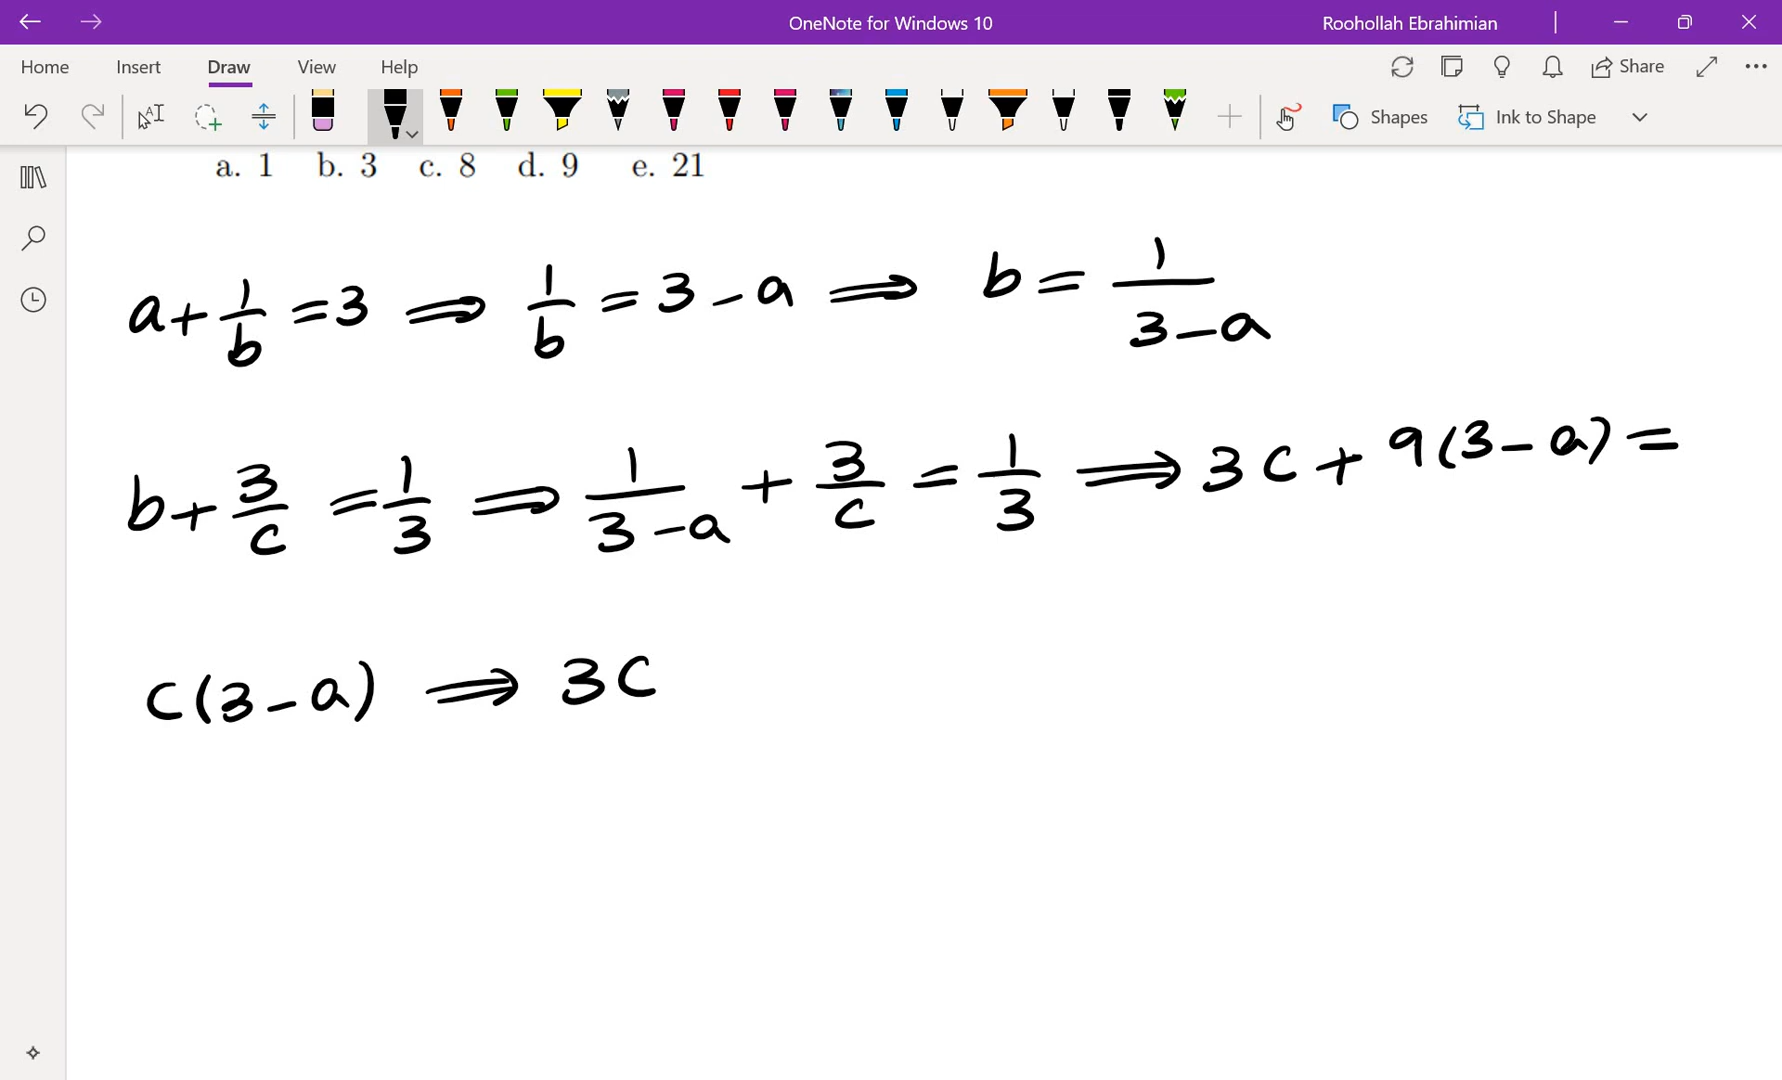 OneNote for Windows 10
Roohollah Ebrahimian
Home Insert Draw View Help Share
Shapes Ink to Shape
a. 1 b. 3 c. 8 d. 9 e. 21
a + 1/b = 3 ⟹ 1/b = 3 - a ⟹ b = 1/(3 - a)
b + 3/c = 1/3 ⟹ 1/(3 - a) + 3/c = 1/3 ⟹ 3c + 9(3 - a) =
c(3 - a) ⟹ 3c